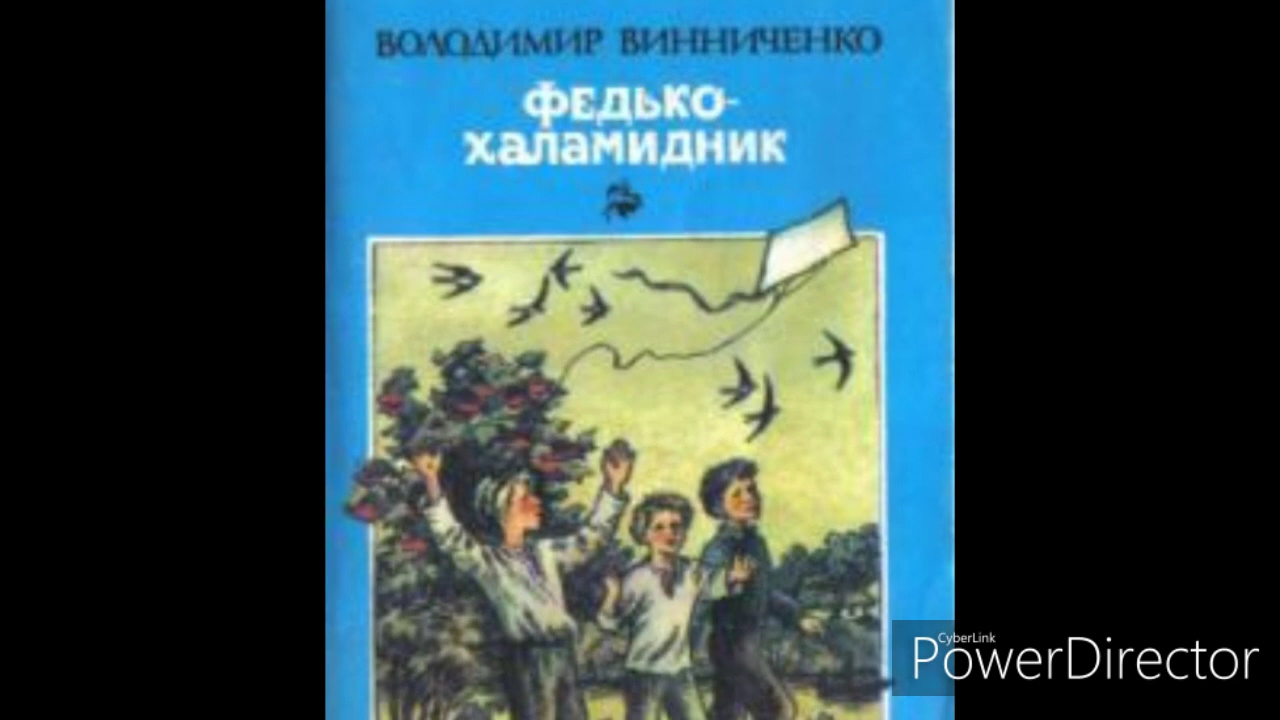 ВОЛОДИМИР ВИННИЧЕНКО
ФЕДЬКО-
ХАЛАМИДНИК
CyberLink
PowerDirector